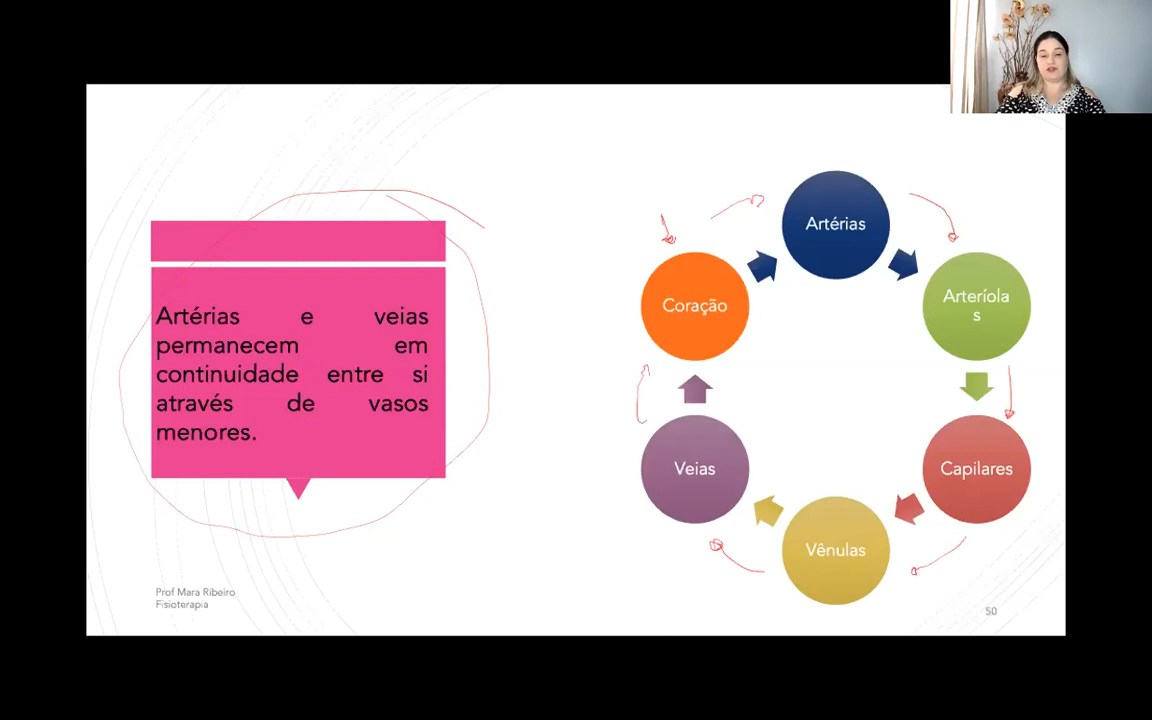 Artérias e veias
permanecem em
continuidade entre si
através de vasos
menores.
Artérias
Arteríola
s
Capilares
Vênulas
Veias
Coração
Prof Mara Ribeiro
Fisioterapia
50